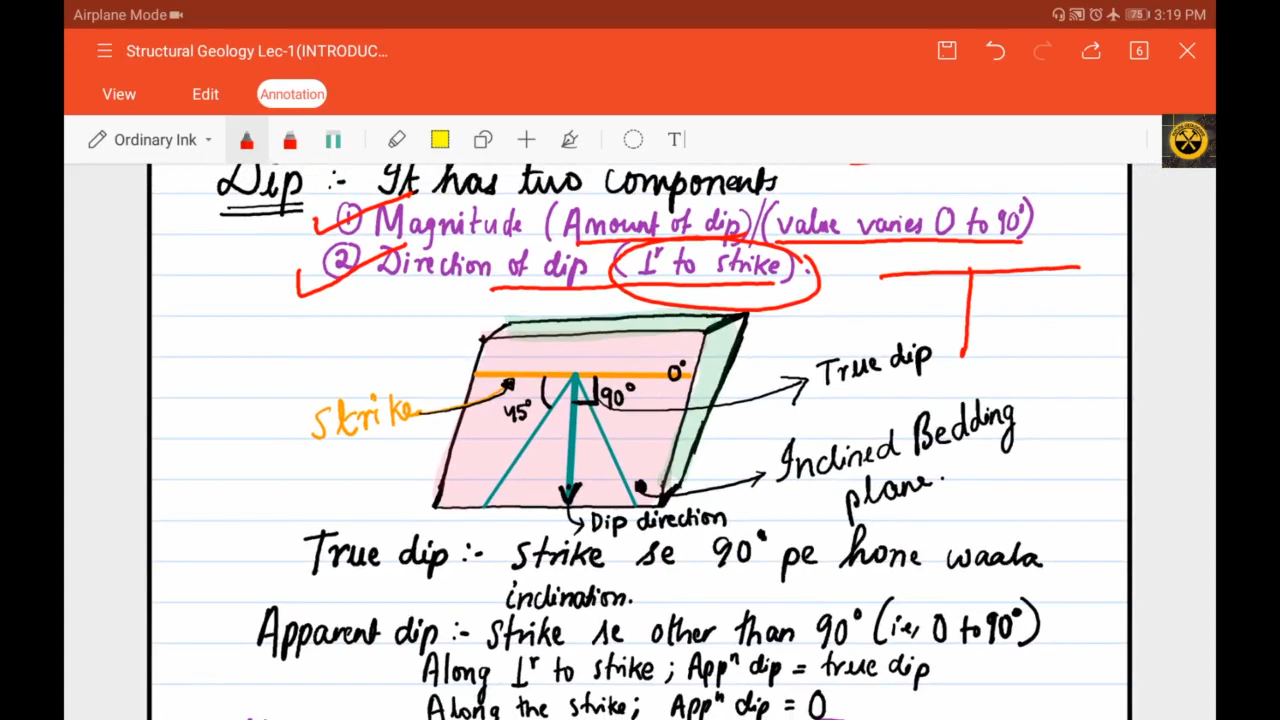 Airplane Mode
75 3:19 PM
Structural Geology Lec-1(INTRODUC...
6
View Edit Annotation
Ordinary Ink
T
Dip :- It has two components
① Magnitude (Amount of dip)/(value varies 0 to 90°)
② Direction of dip (⊥r to strike).
0°
True dip
90°
45°
Strike
Inclined Bedding
plane.
Dip direction
True dip :- Strike se 90° pe hone waala
inclination.
Apparent dip :- Strike se other than 90° (i.e, 0 to 90°)
Along ⊥r to strike ; Appn dip = true dip
Along the strike; Appn dip = 0